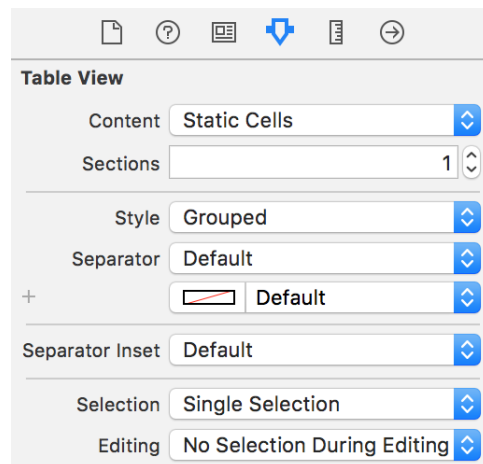 Table View
Content Static Cells
Sections 1
Style Grouped
Separator Default
+ Default
Separator Inset Default
Selection Single Selection
Editing No Selection During Editing